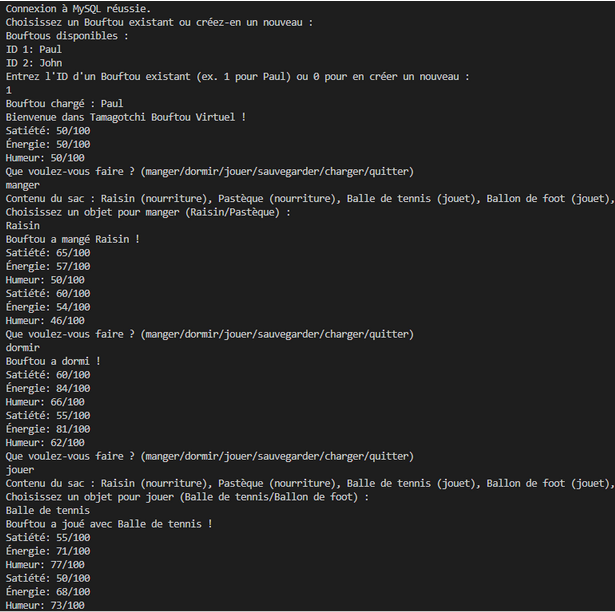 Connexion à MySQL réussie.
Choisissez un Bouftou existant ou créez-en un nouveau :
Bouftous disponibles :
ID 1: Paul
ID 2: John
Entrez l'ID d'un Bouftou existant (ex. 1 pour Paul) ou 0 pour en créer un nouveau :
1
Bouftou chargé : Paul
Bienvenue dans Tamagotchi Bouftou Virtuel !
Satiété: 50/100
Énergie: 50/100
Humeur: 50/100
Que voulez-vous faire ? (manger/dormir/jouer/sauvegarder/charger/quitter)
manger
Contenu du sac : Raisin (nourriture), Pastèque (nourriture), Balle de tennis (jouet), Ballon de foot (jouet),
Choisissez un objet pour manger (Raisin/Pastèque) :
Raisin
Bouftou a mangé Raisin !
Satiété: 65/100
Énergie: 57/100
Humeur: 50/100
Satiété: 60/100
Énergie: 54/100
Humeur: 46/100
Que voulez-vous faire ? (manger/dormir/jouer/sauvegarder/charger/quitter)
dormir
Bouftou a dormi !
Satiété: 60/100
Énergie: 84/100
Humeur: 66/100
Satiété: 55/100
Énergie: 81/100
Humeur: 62/100
Que voulez-vous faire ? (manger/dormir/jouer/sauvegarder/charger/quitter)
jouer
Contenu du sac : Raisin (nourriture), Pastèque (nourriture), Balle de tennis (jouet), Ballon de foot (jouet),
Choisissez un objet pour jouer (Balle de tennis/Ballon de foot) :
Balle de tennis
Bouftou a joué avec Balle de tennis !
Satiété: 55/100
Énergie: 71/100
Humeur: 77/100
Satiété: 50/100
Énergie: 68/100
Humeur: 73/100